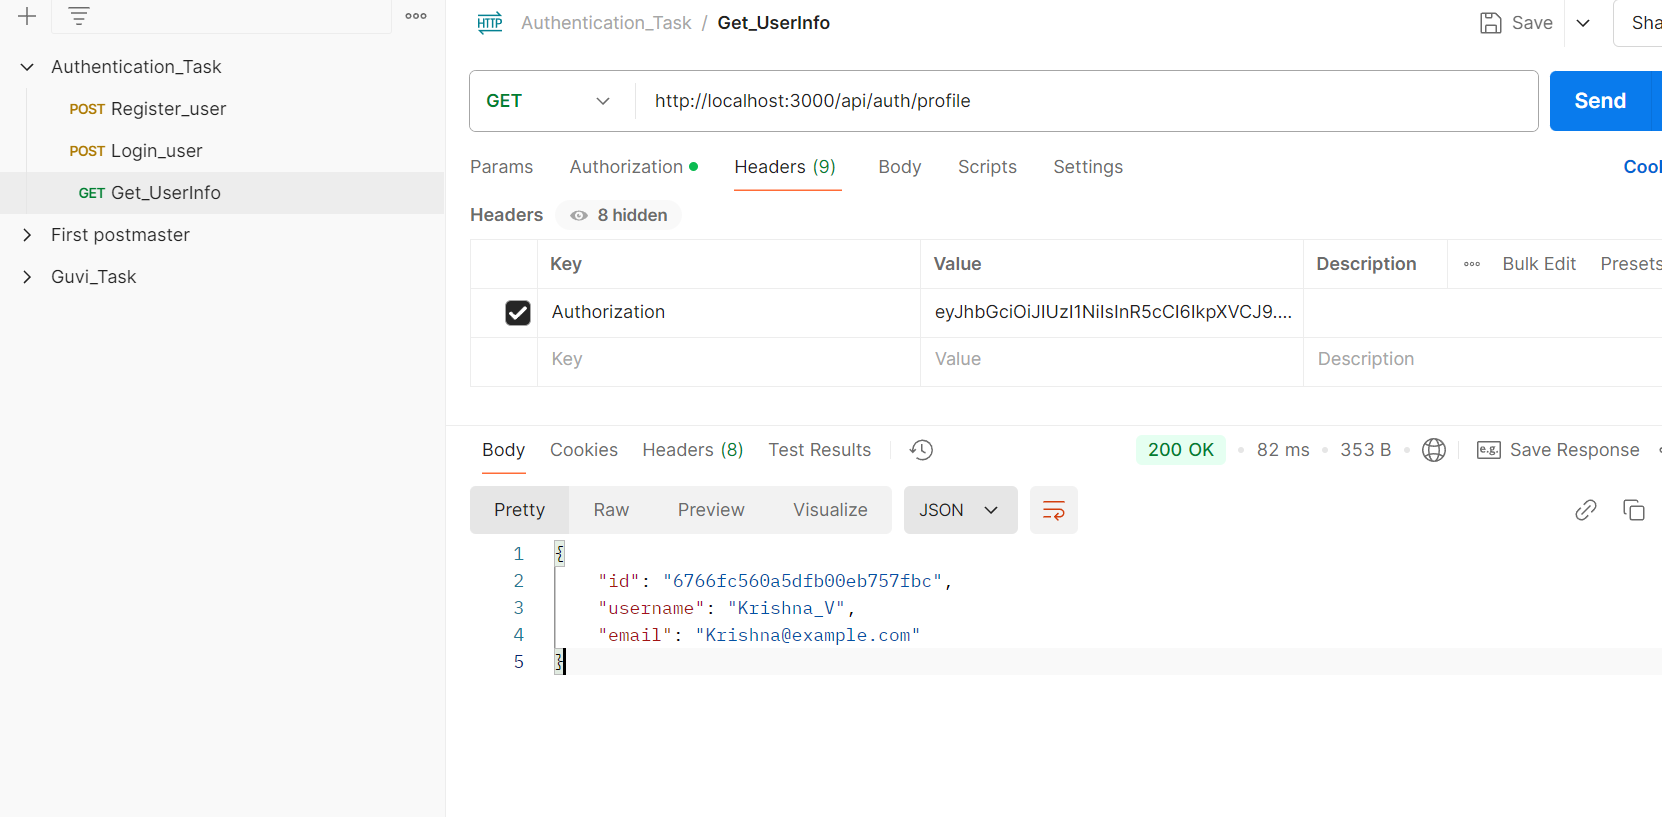 HTTP Authentication_Task / Get_UserInfo Save Sha
Authentication_Task
POST Register_user
POST Login_user
GET Get_UserInfo
First postmaster
Guvi_Task
GET http://localhost:3000/api/auth/profile Send
Params Authorization Headers (9) Body Scripts Settings Cool
Headers 8 hidden
Key Value Description Bulk Edit Presets
Authorization eyJhbGciOiJIUzI1NiIsInR5cCI6IkpXVCJ9....
Key Value Description
Body Cookies Headers (8) Test Results 200 OK 82 ms 353 B e.g. Save Response
Pretty Raw Preview Visualize JSON
1 {
2 "id": "6766fc560a5dfb00eb757fbc",
3 "username": "Krishna_V",
4 "email": "Krishna@example.com"
5 }